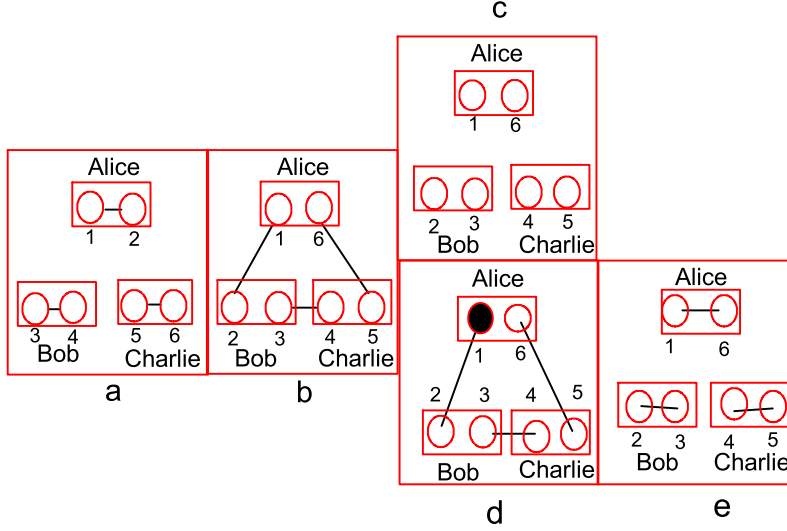 Alice
1 2
3 4
Bob
5 6
Charlie
a
Alice
1 6
2 3 4 5
Bob Charlie
b
c
Alice
1 6
2 3 4 5
Bob Charlie
Alice
1 6
2 3 4 5
Bob Charlie
d
Alice
1 6
2 3 4 5
Bob Charlie
e